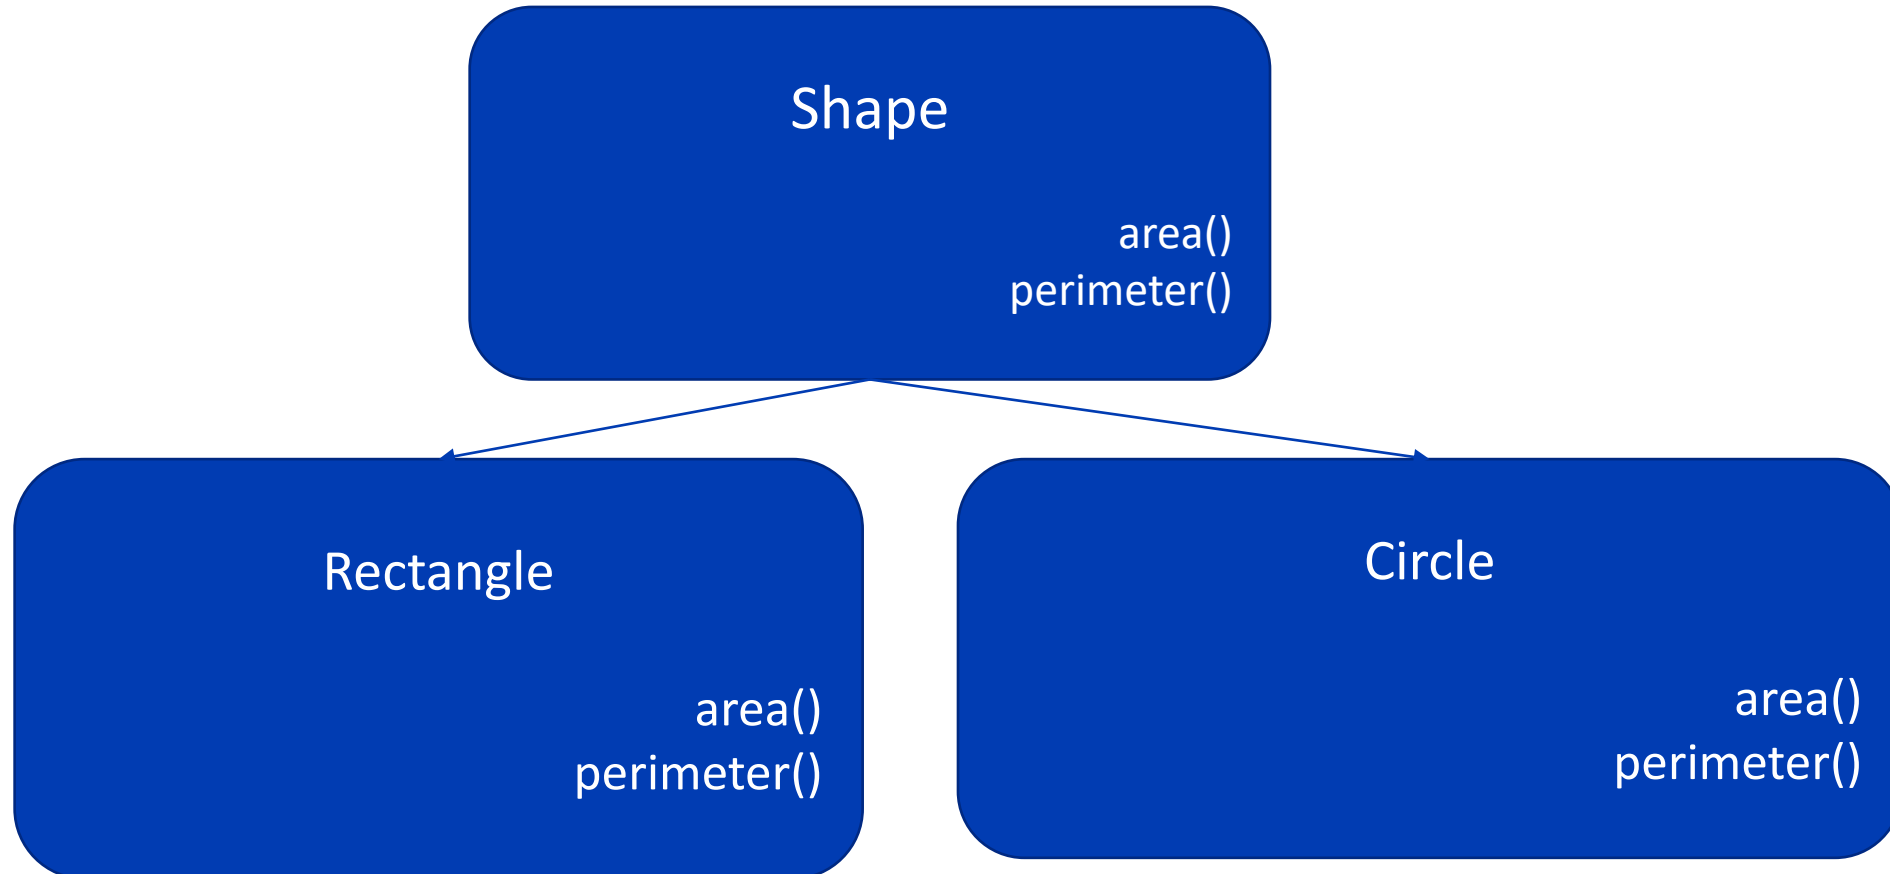 Shape
area()
perimeter()
Rectangle
area()
perimeter()
Circle
area()
perimeter()